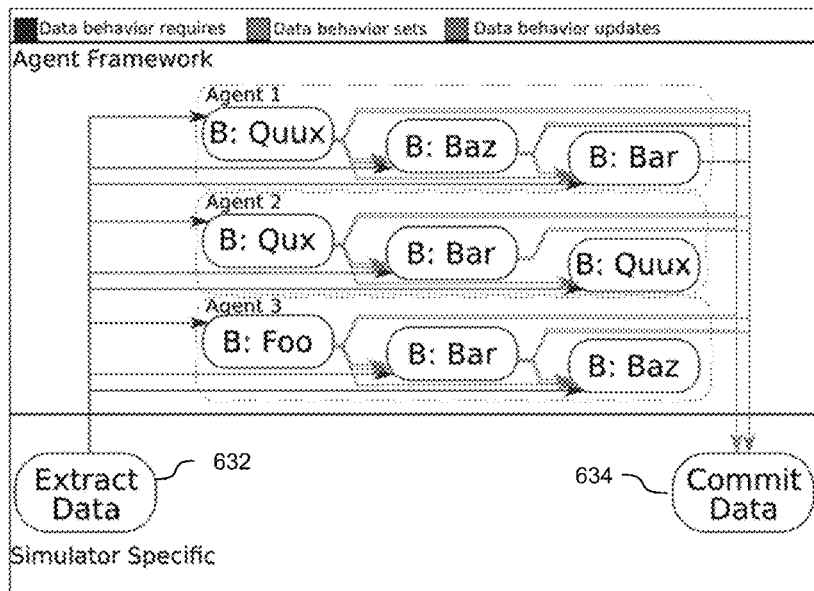 Data behavior requires Data behavior sets Data behavior updates
Agent Framework
Agent 1
B: Quux
B: Baz
B: Bar
Agent 2
B: Qux
B: Bar
B: Quux
Agent 3
B: Foo
B: Bar
B: Baz
Extract
Data
632
634
Commit
Data
Simulator Specific